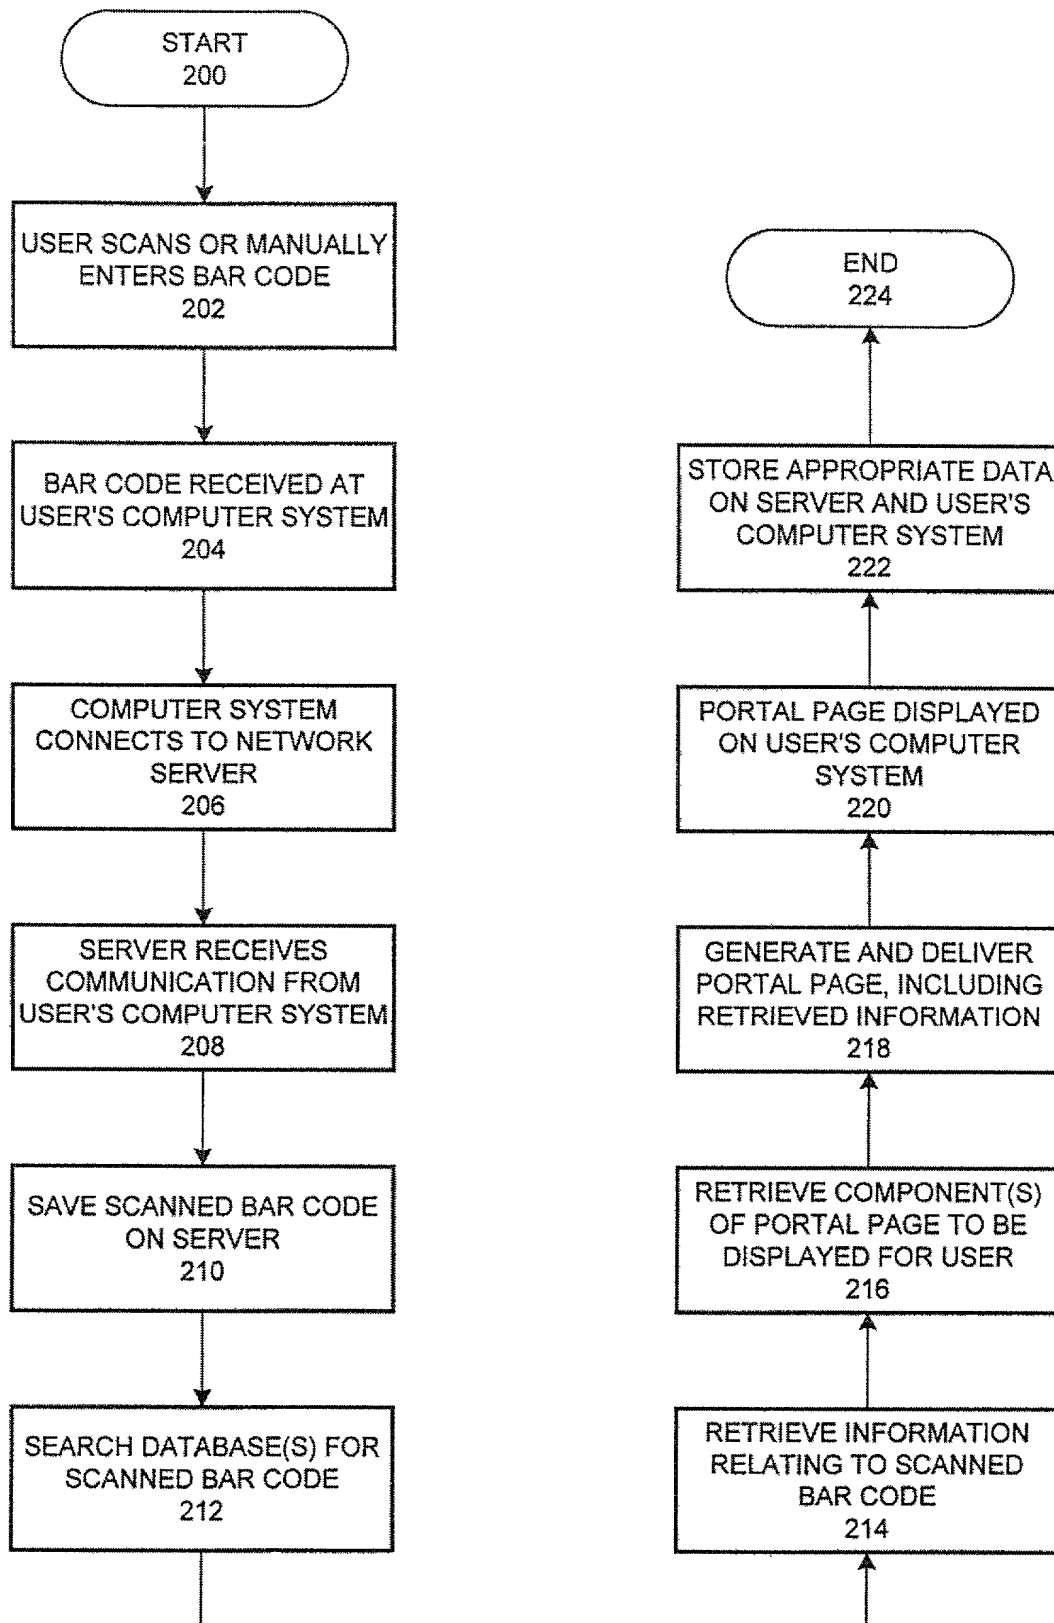 START
200
USER SCANS OR MANUALLY
ENTERS BAR CODE
202
BAR CODE RECEIVED AT
USER'S COMPUTER SYSTEM
204
COMPUTER SYSTEM
CONNECTS TO NETWORK
SERVER
206
SERVER RECEIVES
COMMUNICATION FROM
USER'S COMPUTER SYSTEM
208
SAVE SCANNED BAR CODE
ON SERVER
210
SEARCH DATABASE(S) FOR
SCANNED BAR CODE
212
RETRIEVE INFORMATION
RELATING TO SCANNED
BAR CODE
214
RETRIEVE COMPONENT(S)
OF PORTAL PAGE TO BE
DISPLAYED FOR USER
216
GENERATE AND DELIVER
PORTAL PAGE, INCLUDING
RETRIEVED INFORMATION
218
PORTAL PAGE DISPLAYED
ON USER'S COMPUTER
SYSTEM
220
STORE APPROPRIATE DATA
ON SERVER AND USER'S
COMPUTER SYSTEM
222
END
224